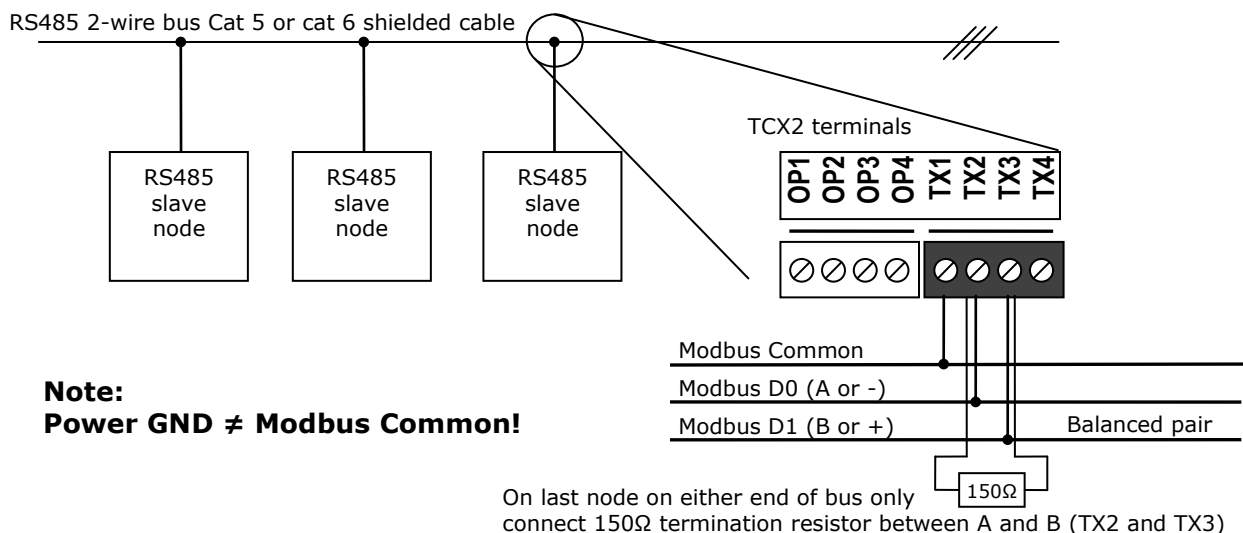 RS485 2-wire bus Cat 5 or cat 6 shielded cable
RS485
slave
node
RS485
slave
node
RS485
slave
node
TCX2 terminals
OP1
OP2
OP3
OP4
TX1
TX2
TX3
TX4
Modbus Common
Modbus D0 (A or -)
Modbus D1 (B or +)
Balanced pair
Note:
Power GND ≠ Modbus Common!
150Ω
On last node on either end of bus only
connect 150Ω termination resistor between A and B (TX2 and TX3)